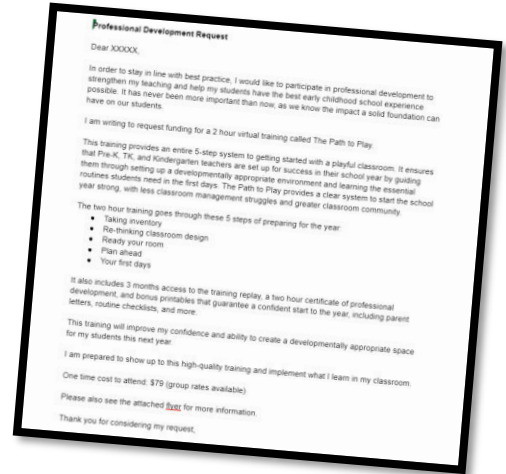 Professional Development Request
Dear XXXXX,
In order to stay in line with best practice, I would like to participate in professional development to
strengthen my teaching and help my students have the best early childhood school experience
possible. It has never been more important than now, as we know the impact a solid foundation can
have on our students.
I am writing to request funding for a 2 hour virtual training called The Path to Play.
This training provides an entire 5-step system to getting started with a playful classroom. It ensures
that Pre-K, TK, and Kindergarten teachers are set up for success in their school year by guiding
them through setting up a developmentally appropriate environment and learning the essential
routines students need in the first days. The Path to Play provides a clear system to start the school
year strong, with less classroom management struggles and greater classroom community.
The two hour training goes through these 5 steps of preparing for the year
• Taking inventory
• Re-thinking classroom design
• Ready your room
• Plan ahead
• Your first days
It also includes 3 months access to the training replay, a two hour certificate of professional
development, and bonus printables that guarantee a confident start to the year, including parent
letters, routine checklists, and more.
This training will improve my confidence and ability to create a developmentally appropriate space
for my students this next year.
I am prepared to show up to this high-quality training and implement what I learn in my classroom.
One time cost to attend: $79 (group rates available)
Please also see the attached flyer for more information.
Thank you for considering my request,